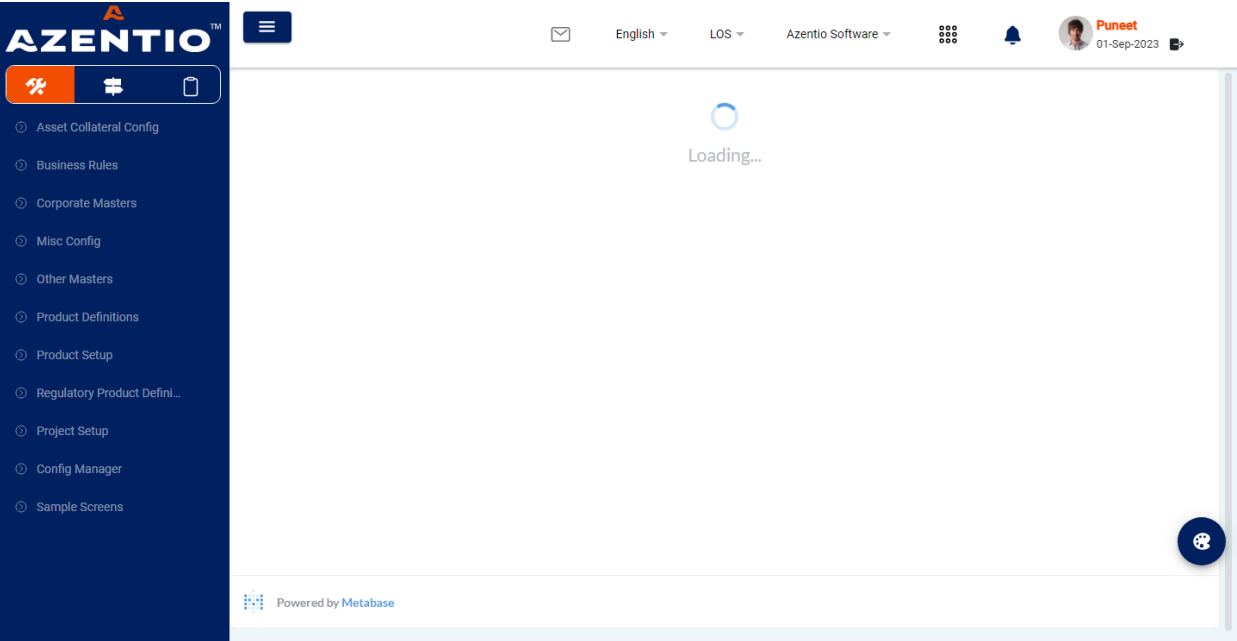 AZENTIO™
English
LOS
Azentio Software
Puneet
01-Sep-2023
Asset Collateral Config
Business Rules
Corporate Masters
Misc Config
Other Masters
Product Definitions
Product Setup
Regulatory Product Defini...
Project Setup
Config Manager
Sample Screens
Loading...
Powered by Metabase